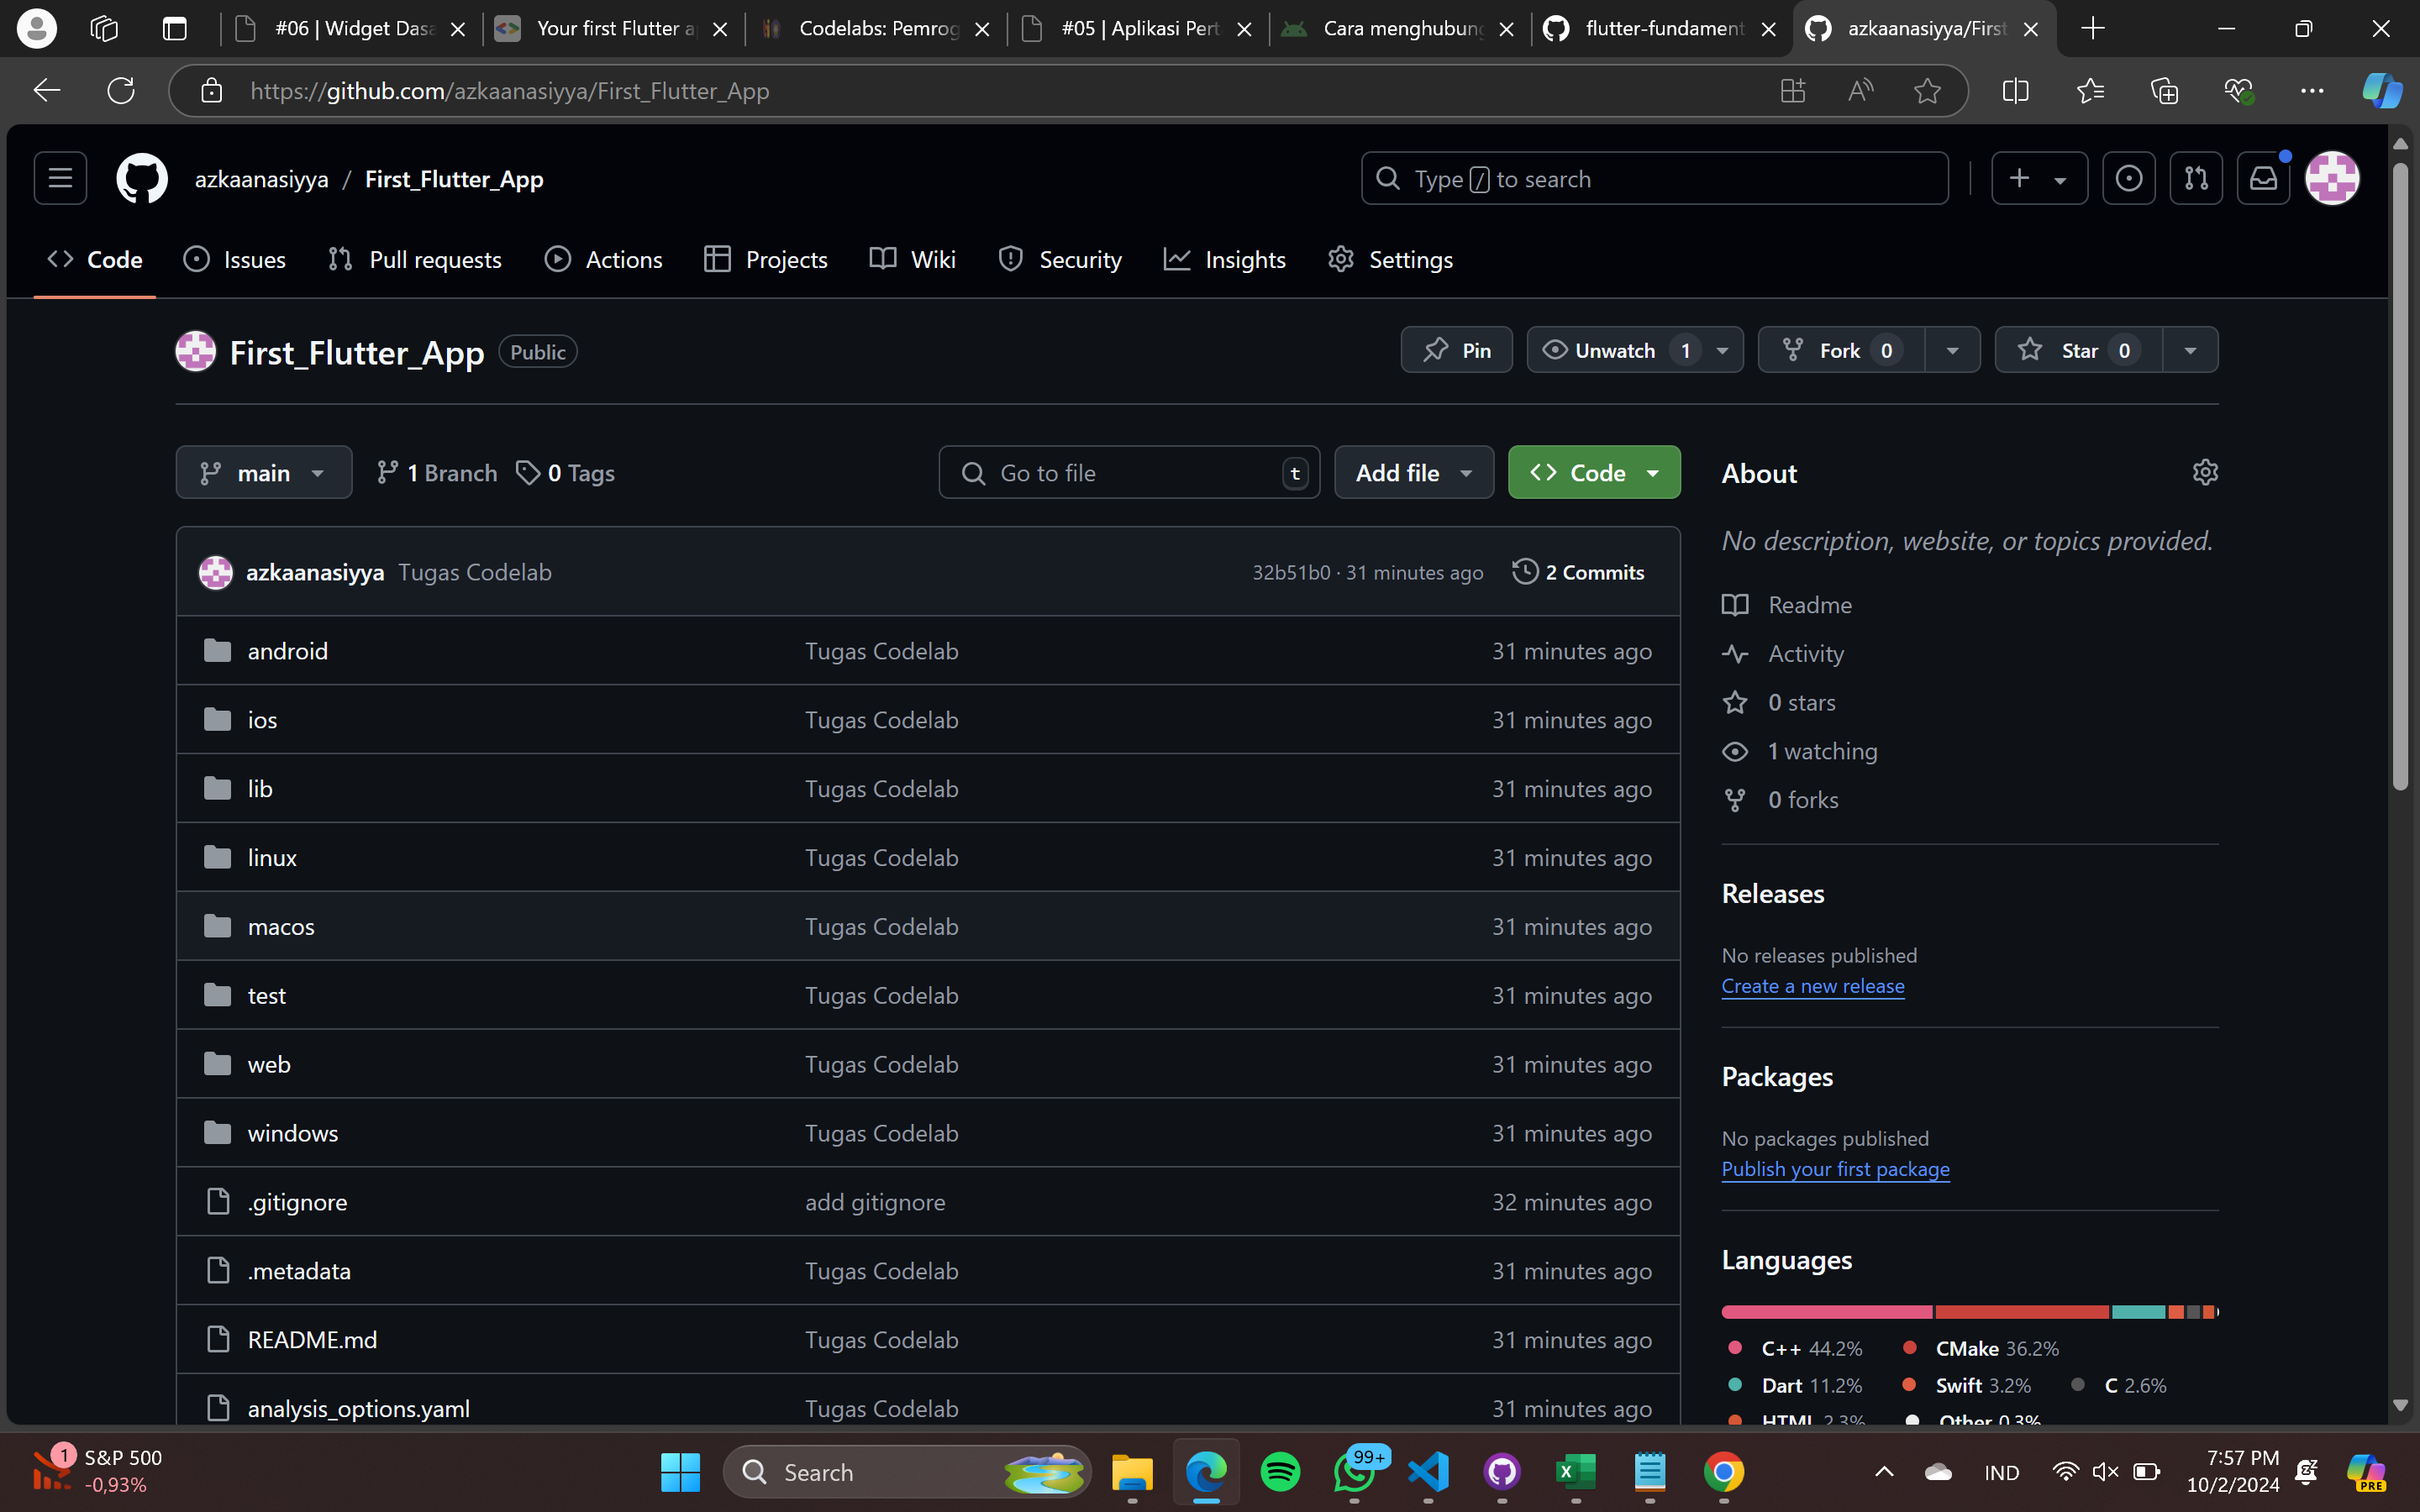 #06 | Widget Dasa
Your first Flutter a
Codelabs: Pemrog
#05 | Aplikasi Pert
Cara menghubung
flutter-fundament
azkaanasiyya/First
https://github.com/azkaanasiyya/First_Flutter_App
azkaanasiyya / First_Flutter_App
Type / to search
Code
Issues
Pull requests
Actions
Projects
Wiki
Security
Insights
Settings
First_Flutter_App Public
Pin
Unwatch 1
Fork 0
Star 0
main
1 Branch
0 Tags
Go to file t
Add file
Code
azkaanasiyya Tugas Codelab 32b51b0 · 31 minutes ago 2 Commits
android Tugas Codelab 31 minutes ago
ios Tugas Codelab 31 minutes ago
lib Tugas Codelab 31 minutes ago
linux Tugas Codelab 31 minutes ago
macos Tugas Codelab 31 minutes ago
test Tugas Codelab 31 minutes ago
web Tugas Codelab 31 minutes ago
windows Tugas Codelab 31 minutes ago
.gitignore add gitignore 32 minutes ago
.metadata Tugas Codelab 31 minutes ago
README.md Tugas Codelab 31 minutes ago
analysis_options.yaml Tugas Codelab 31 minutes ago
About
No description, website, or topics provided.
Readme
Activity
0 stars
1 watching
0 forks
Releases
No releases published
Create a new release
Packages
No packages published
Publish your first package
Languages
C++ 44.2% CMake 36.2%
Dart 11.2% Swift 3.2% C 2.6%
HTML 2.3% Other 0.3%
1
S&P 500
-0,93%
Search
99+
IND
7:57 PM
10/2/2024
PRE